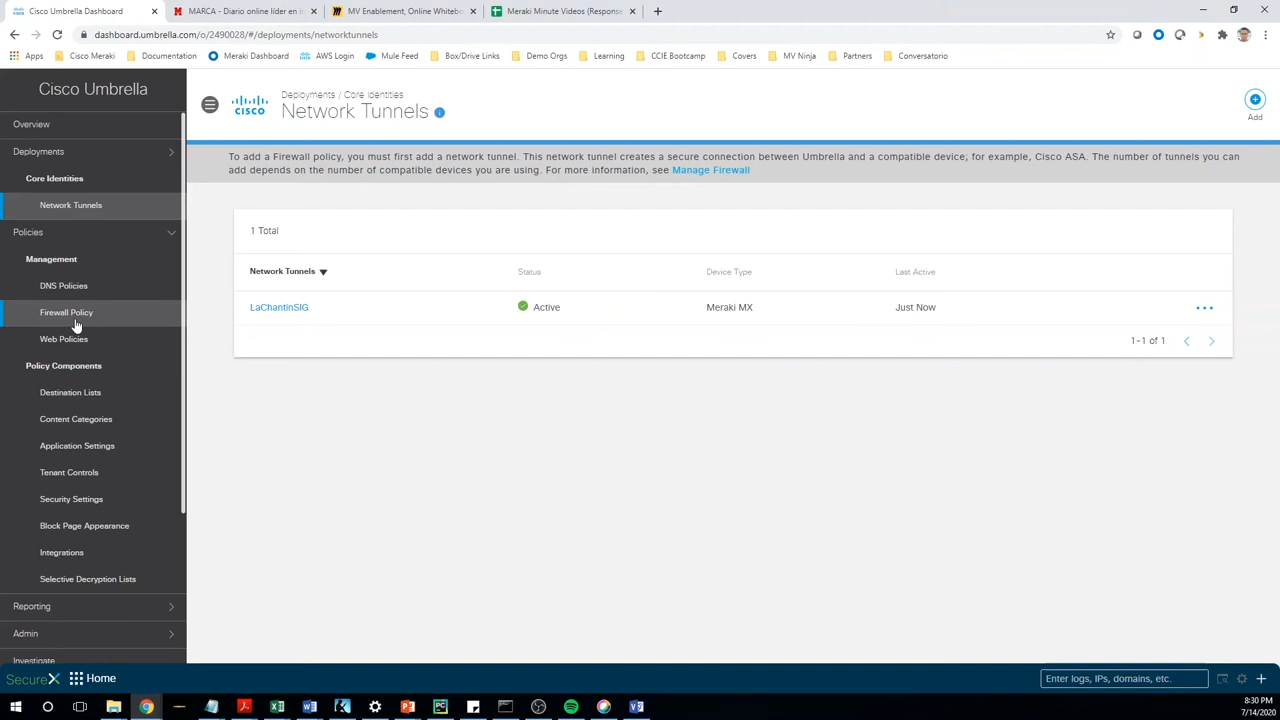 Cisco Umbrella Dashboard
MARCA - Diario online líder en in
MV Enablement, Online Whiteboa
Meraki Minute Videos (Response
dashboard.umbrella.com/o/2490028/#/deployments/networktunnels
Apps
Cisco Meraki
Documentation
Meraki Dashboard
AWS Login
Mule Feed
Box/Drive Links
Demo Orgs
Learning
CCIE Bootcamp
Covers
MV Ninja
Partners
Conversatorio
Cisco Umbrella
Overview
Deployments
Core Identities
Network Tunnels
Policies
Management
DNS Policies
Firewall Policy
Web Policies
Policy Components
Destination Lists
Content Categories
Application Settings
Tenant Controls
Security Settings
Block Page Appearance
Integrations
Selective Decryption Lists
Reporting
Admin
Investigate
CISCO
Deployments / Core Identities
Network Tunnels
Add
To add a Firewall policy, you must first add a network tunnel. This network tunnel creates a secure connection between Umbrella and a compatible device; for example, Cisco ASA. The number of tunnels you can
add depends on the number of compatible devices you are using. For more information, see Manage Firewall
1 Total
Network Tunnels Status Device Type Last Active
LaChantinSIG Active Meraki MX Just Now
1-1 of 1
SecureX
Home
Enter logs, IPs, domains, etc.
8:30 PM
7/14/2020